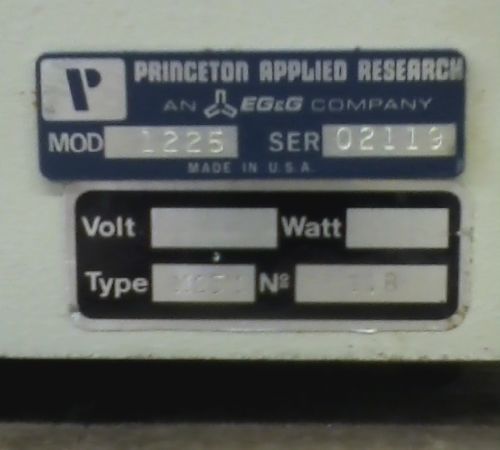 PRINCETON APPLIED RESEARCH
AN EG&G COMPANY
MOD 1225 SER 02119
MADE IN U.S.A.
Volt Watt
Type Nº